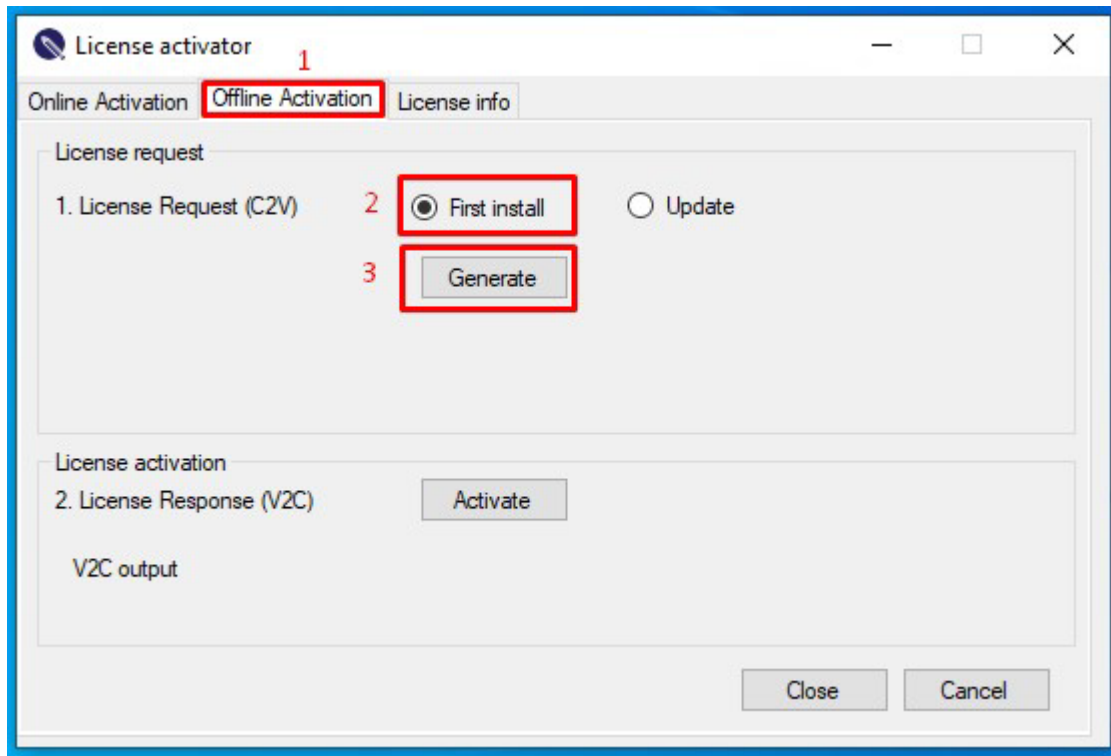 License activator
1
Online Activation Offline Activation License info
License request
1. License Request (C2V) 2 First install Update
3 Generate
License activation
2. License Response (V2C) Activate
V2C output
Close Cancel